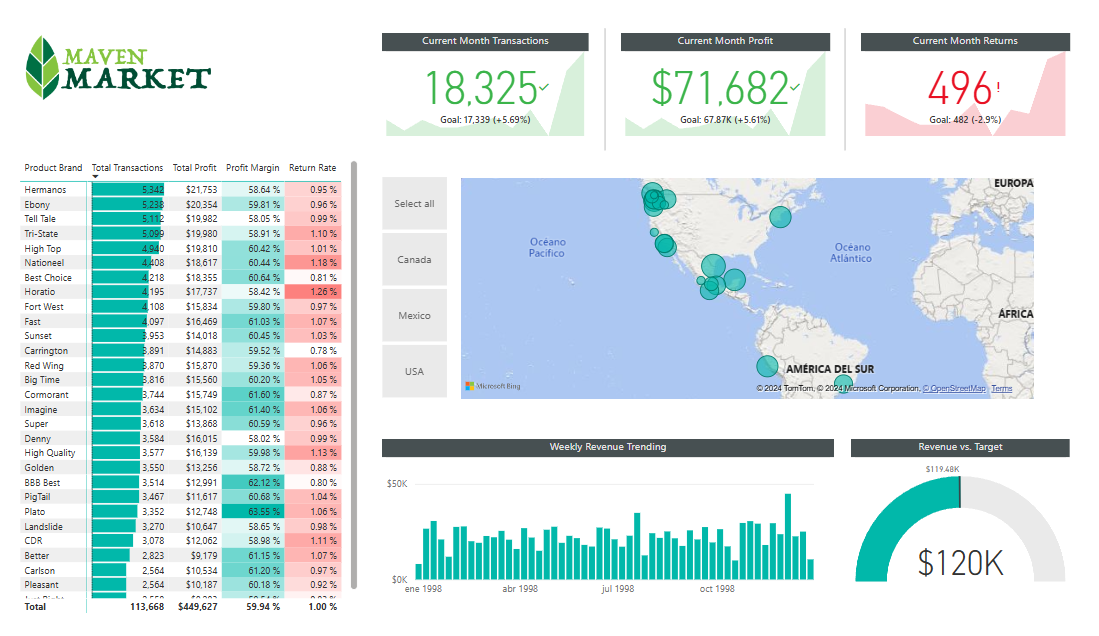 MAVEN
MARKET
Current Month Transactions
18,325
Goal: 17,339 (+5.69%)
Current Month Profit
$71,682
Goal: 67.87K (+5.61%)
Current Month Returns
496!
Goal: 482 (-2.9%)
Product Brand Total Transactions Total Profit Profit Margin Return Rate
Hermanos 5,342 $21,753 58.64 % 0.95 %
Ebony 5,238 $20,354 59.81 % 0.96 %
Tell Tale 5,112 $19,982 58.05 % 0.99 %
Tri-State 5,099 $19,980 58.91 % 1.10 %
High Top 4,940 $19,810 60.42 % 1.01 %
Nationeel 4,408 $18,617 60.44 % 1.18 %
Best Choice 4,218 $18,355 60.64 % 0.81 %
Horatio 4,195 $17,737 58.42 % 1.26 %
Fort West 4,108 $15,834 59.80 % 0.97 %
Fast 4,097 $16,469 61.03 % 1.07 %
Sunset 3,953 $14,018 60.45 % 1.03 %
Carrington 3,891 $14,883 59.52 % 0.78 %
Red Wing 3,870 $15,870 59.36 % 1.06 %
Big Time 3,816 $15,560 60.20 % 1.05 %
Cormorant 3,744 $15,749 61.60 % 0.87 %
Imagine 3,634 $15,102 61.40 % 1.06 %
Super 3,618 $13,868 60.59 % 0.96 %
Denny 3,584 $16,015 58.02 % 0.99 %
High Quality 3,577 $16,139 59.98 % 1.13 %
Golden 3,550 $13,256 58.72 % 0.88 %
BBB Best 3,514 $12,991 62.12 % 0.80 %
PigTail 3,467 $11,617 60.68 % 1.04 %
Plato 3,352 $12,748 63.55 % 1.06 %
Landslide 3,270 $10,647 58.65 % 0.98 %
CDR 3,078 $12,062 58.98 % 1.11 %
Better 2,823 $9,179 61.15 % 1.07 %
Carlson 2,564 $10,534 61.20 % 0.97 %
Pleasant 2,564 $10,187 60.18 % 0.92 %
Total 113,668 $449,627 59.94 % 1.00 %
Select all
Canada
Mexico
USA
EUROPA
Océano
Pacífico
Océano
Atlántico
ÁFRICA
AMÉRICA DEL SUR
Microsoft Bing
© 2024 TomTom, © 2024 Microsoft Corporation, © OpenStreetMap Terms
Weekly Revenue Trending
$50K
$0K
ene 1998 abr 1998 jul 1998 oct 1998
Revenue vs. Target
$119.48K
$120K